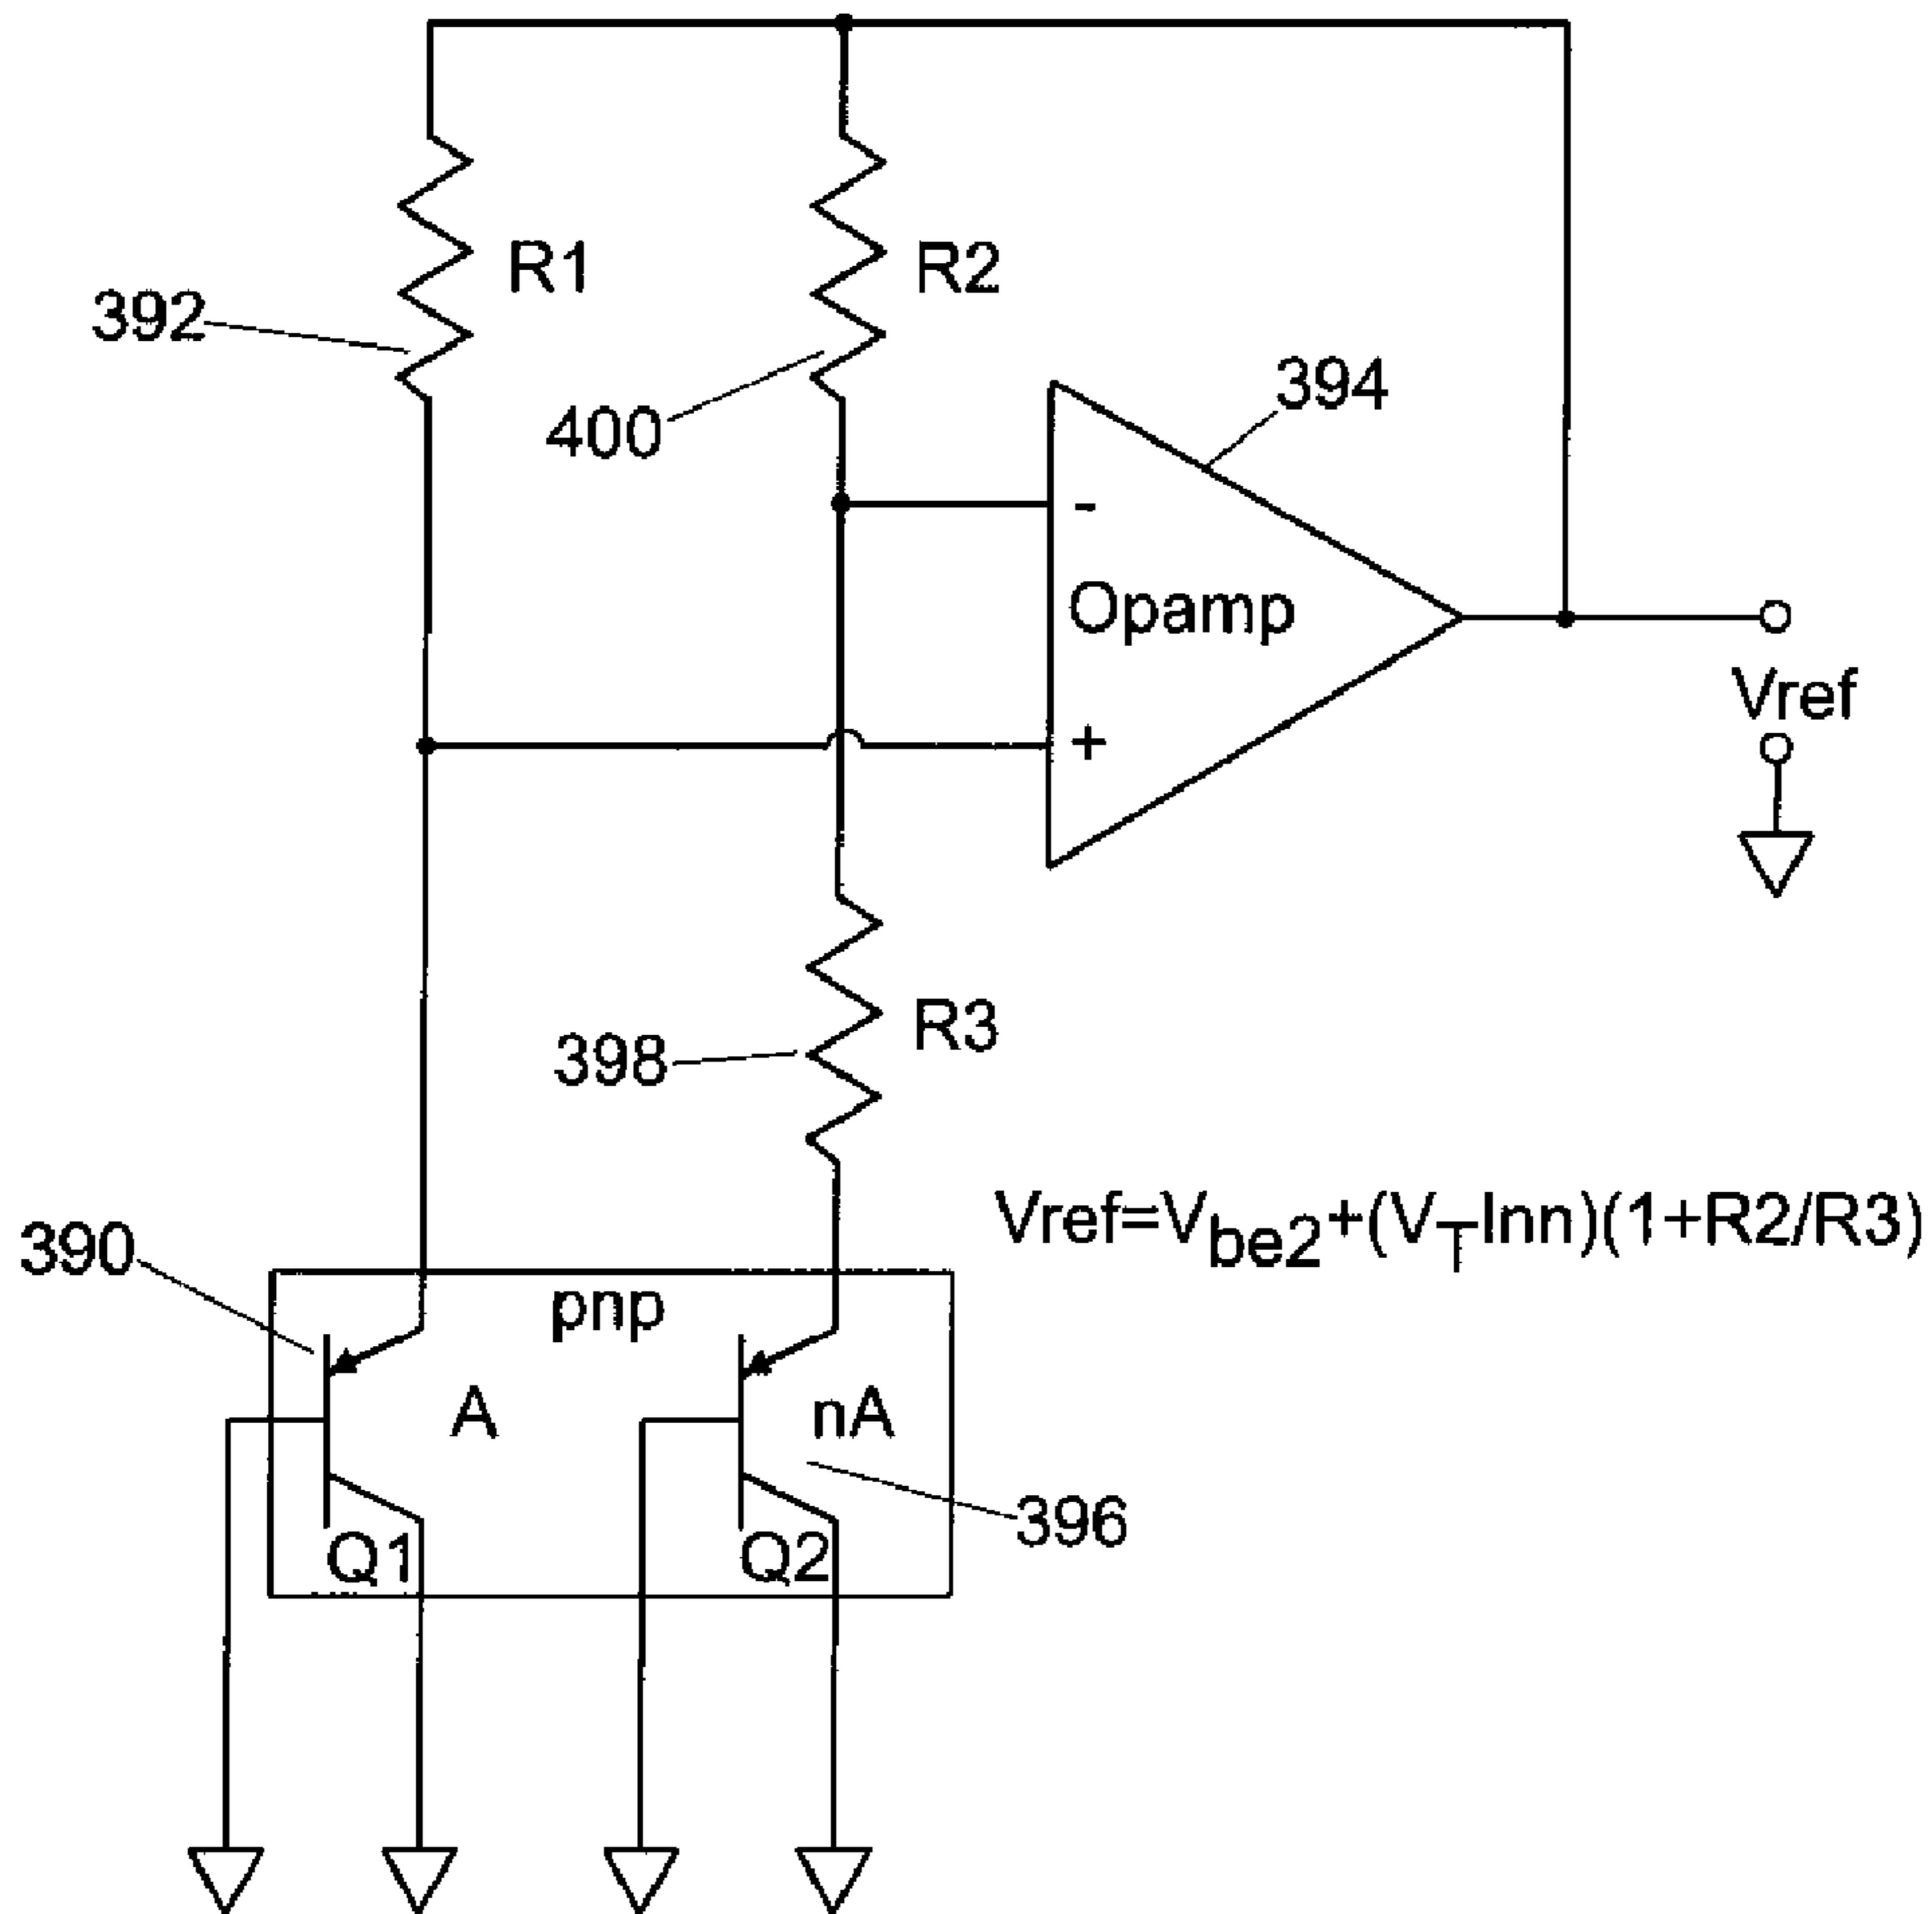 R1
R2
392
394
400
-
Opamp
+
Vref
R3
398
Vref=Vbe2+(VTlnn)(1+R2/R3)
390
pnp
A
nA
396
Q1
Q2